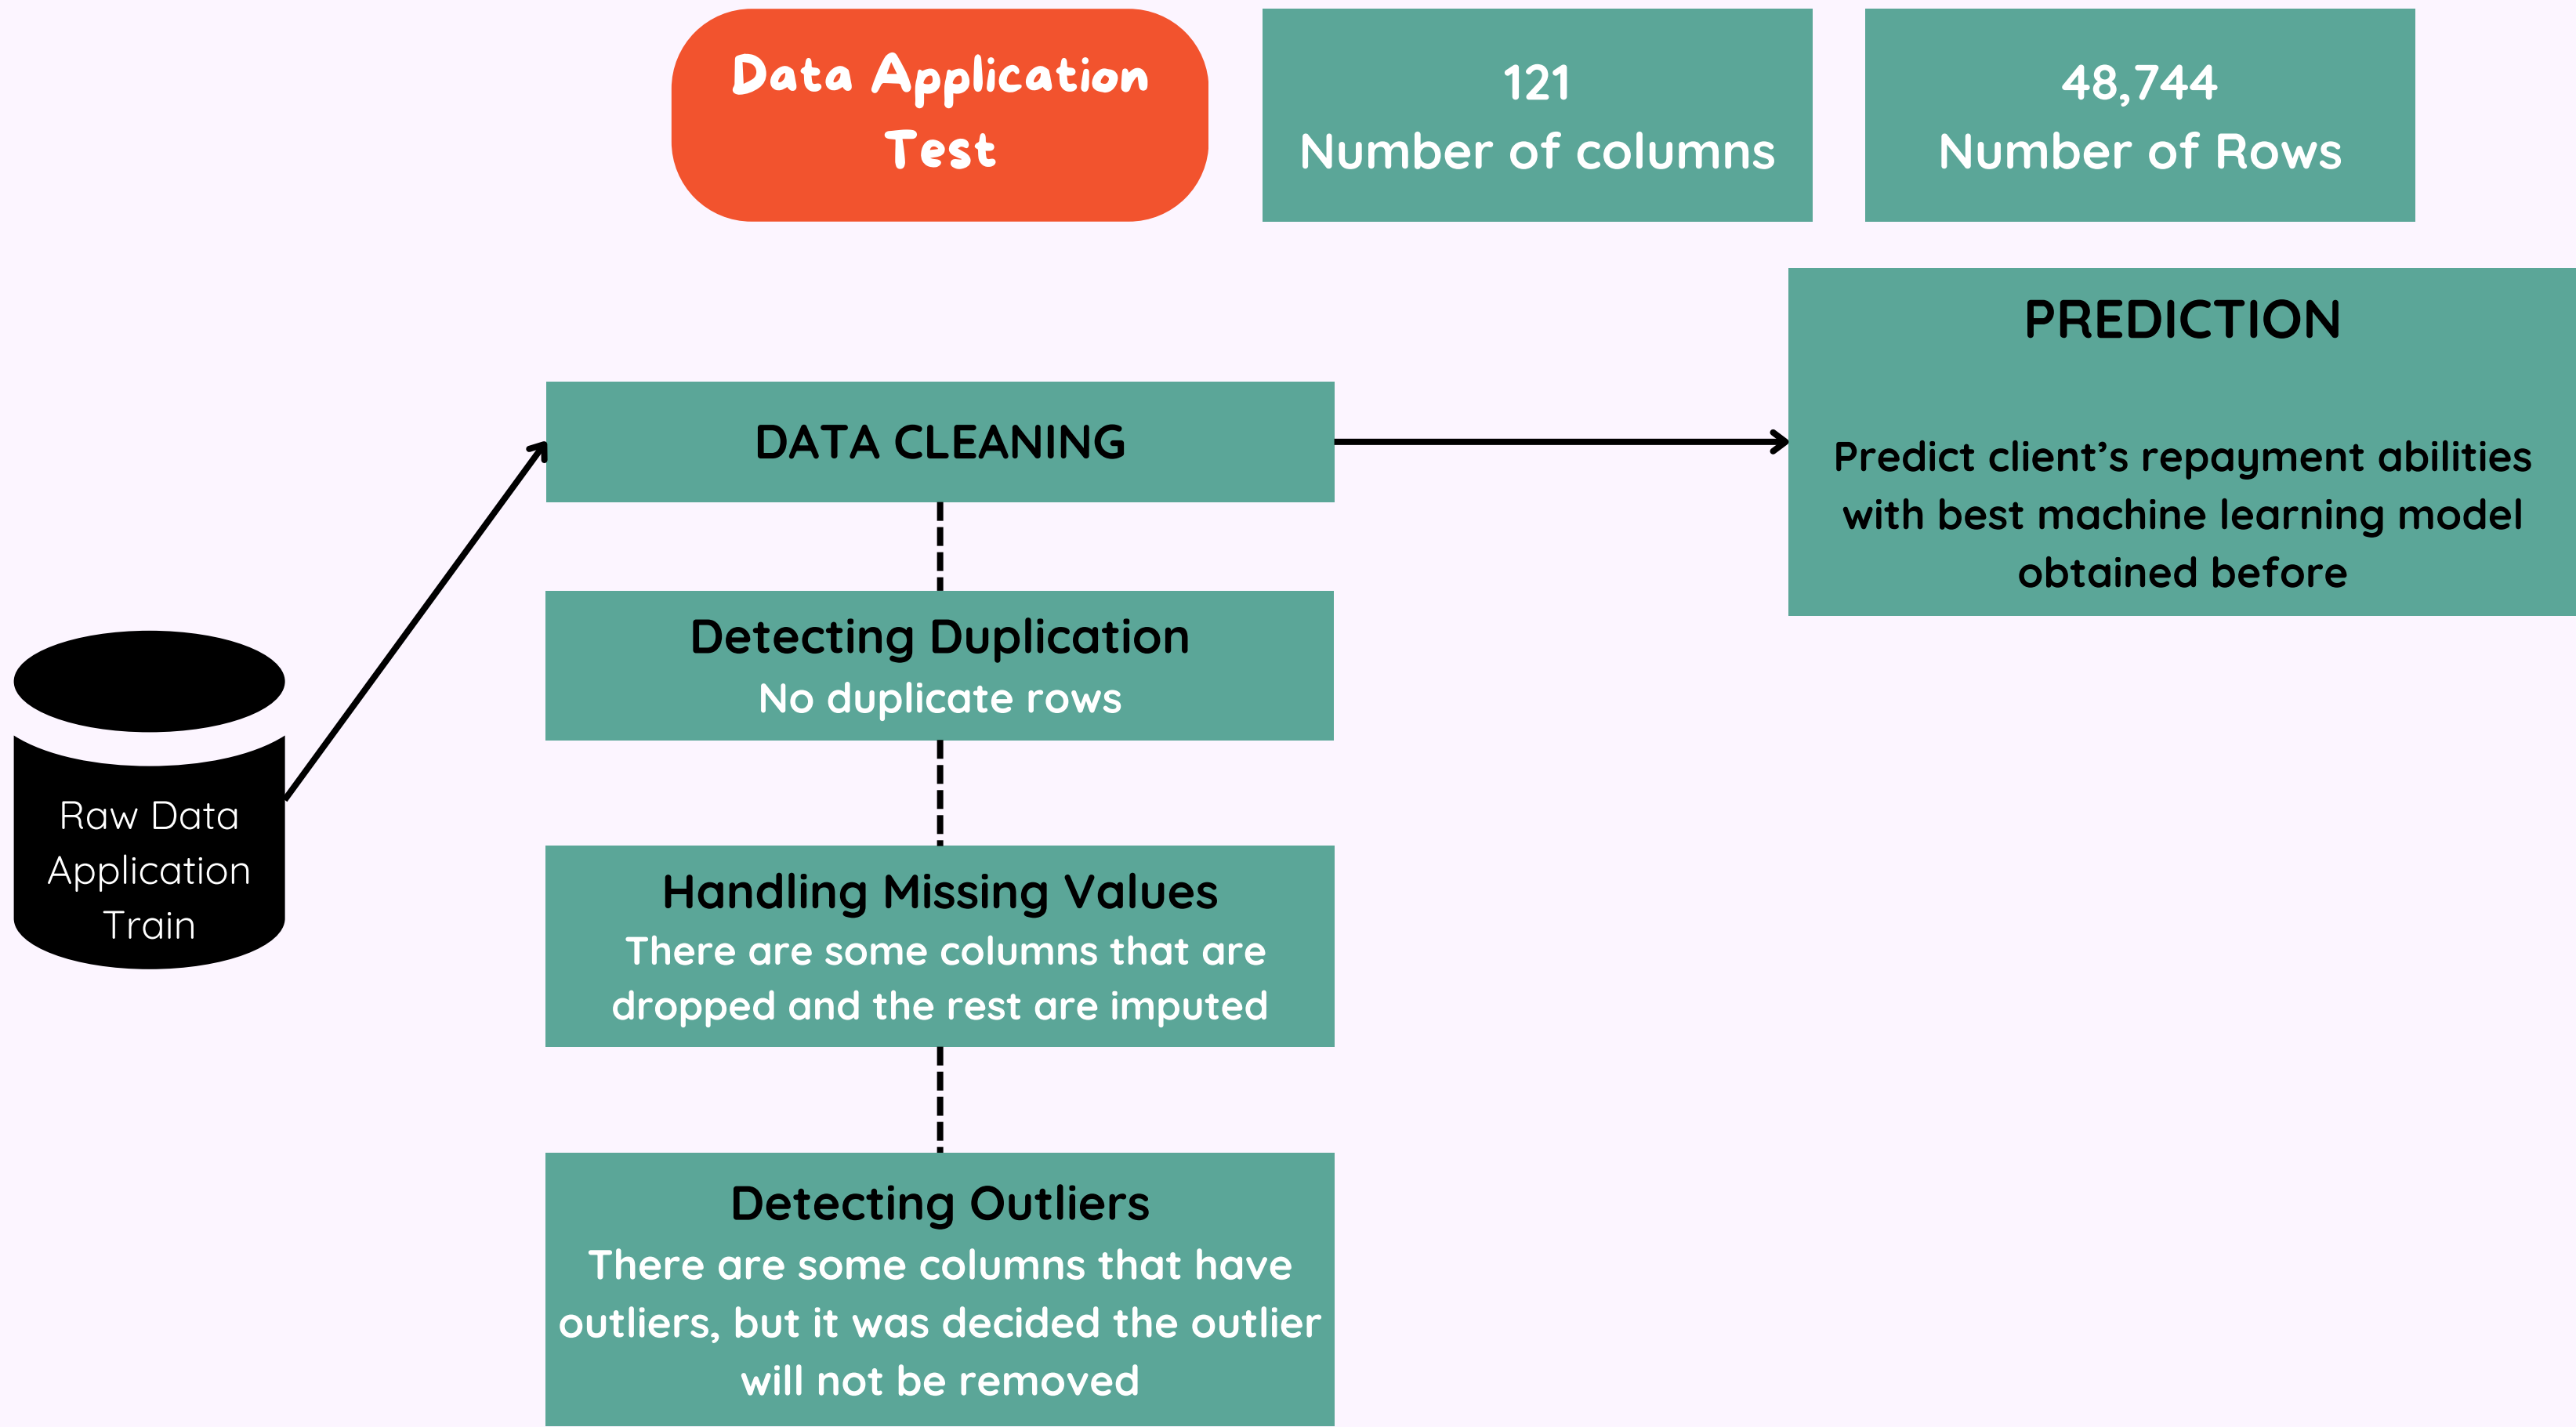 Data Application
Test
121
Number of columns
48,744
Number of Rows
PREDICTION
Predict client’s repayment abilities
with best machine learning model
obtained before
DATA CLEANING
Detecting Duplication
No duplicate rows
Raw Data
Application
Train
Handling Missing Values
There are some columns that are
dropped and the rest are imputed
Detecting Outliers
There are some columns that have
outliers, but it was decided the outlier
will not be removed